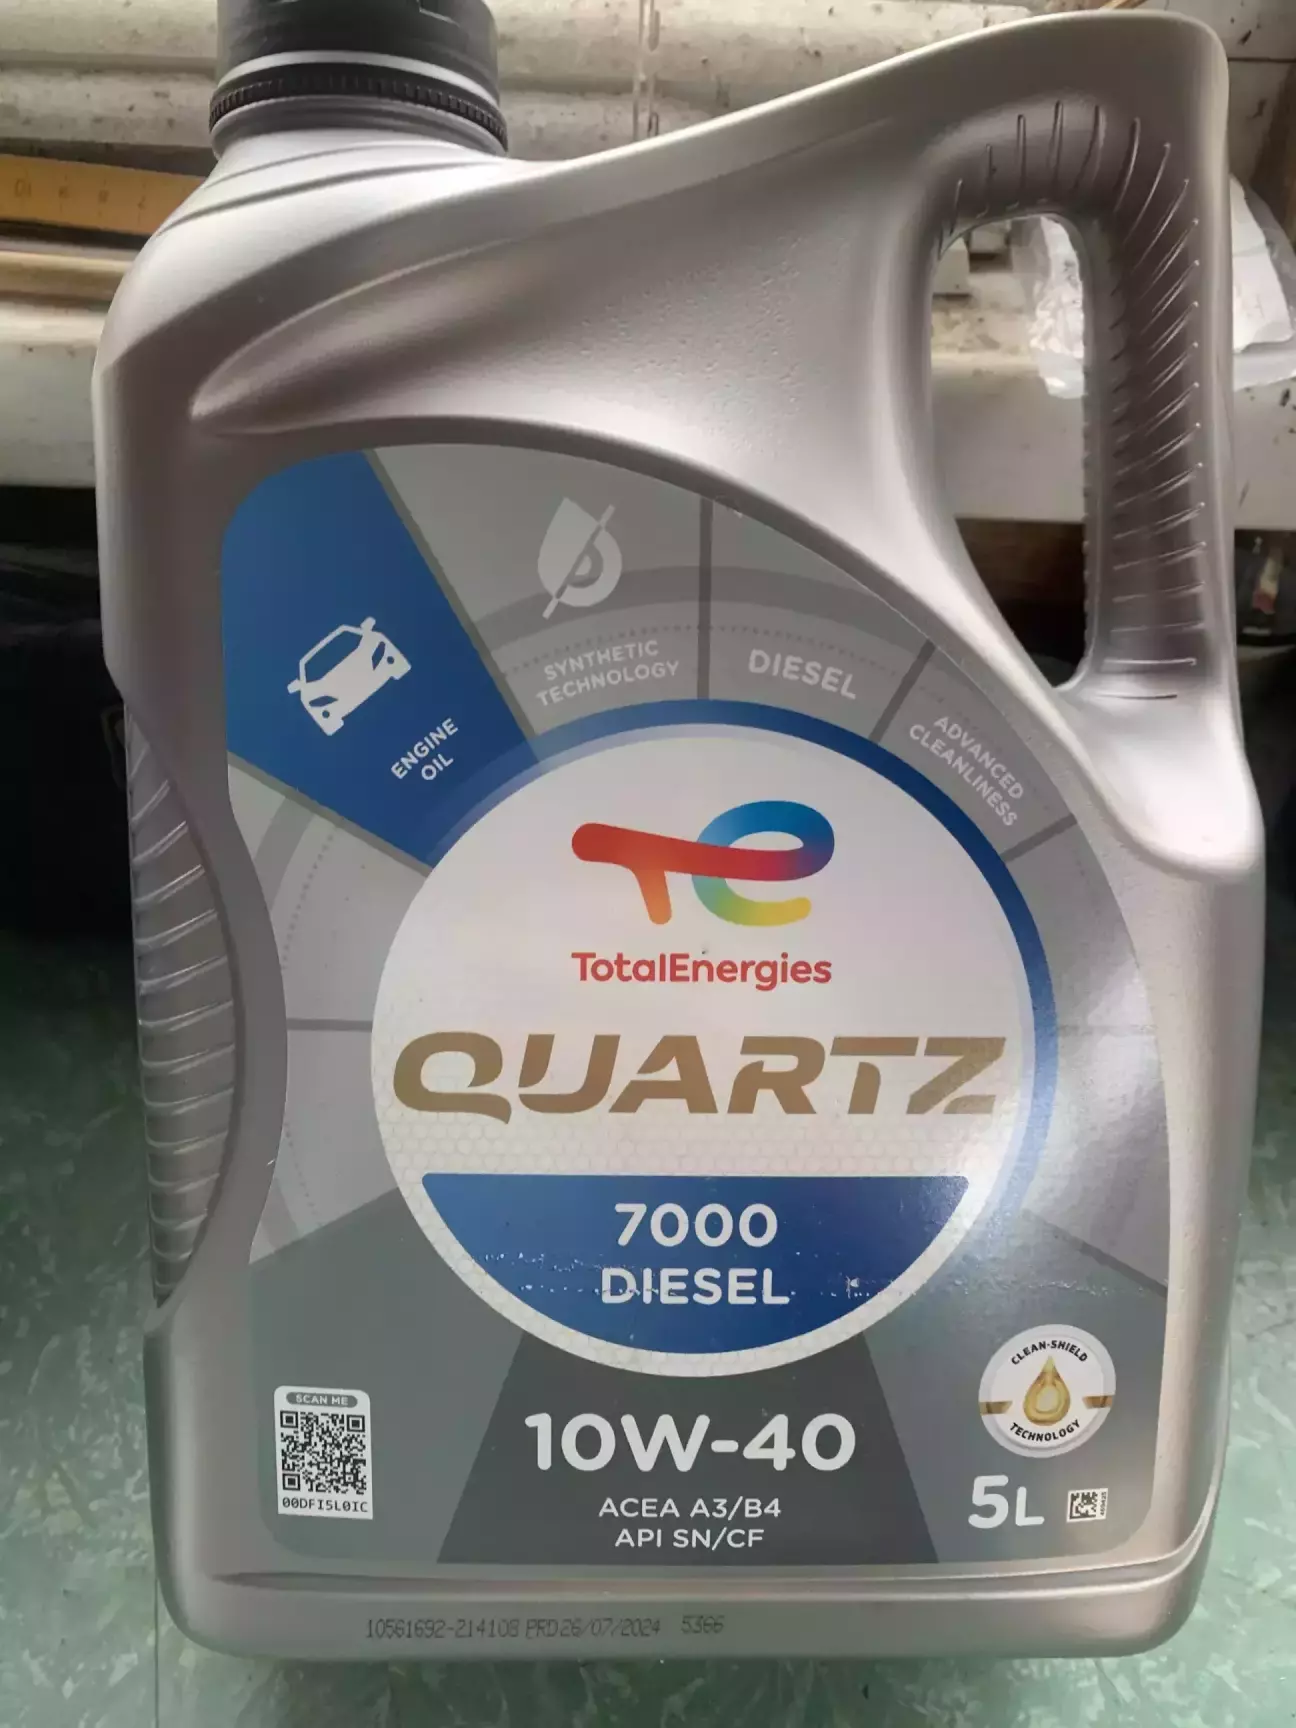 SYNTHETIC
TECHNOLOGY
DIESEL
ADVANCED
CLEANLINESS
ENGINE
OIL
TotalEnergies
QUARTZ
7000
DIESEL
CLEAN-SHIELD
TECHNOLOGY
SCAN ME
00DFI5L0IC
10W-40
ACEA A3/B4
API SN/CF
5L
10561692-214108 PRD26/07/2024 5366